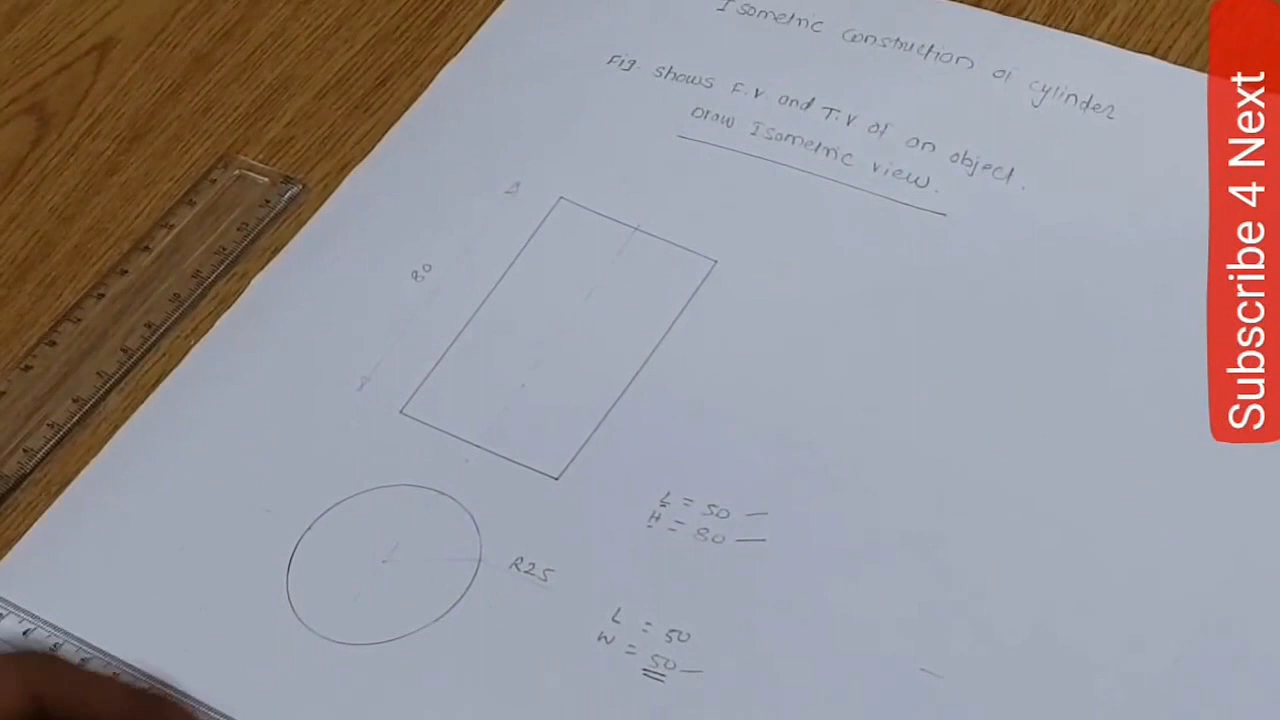 Isometric construction of cylinder
Fig. shows F.V and T.V of an object.
Draw Isometric view.
80
R25
L = 50
H = 80
L = 50
W = 50
Subscribe 4 Next